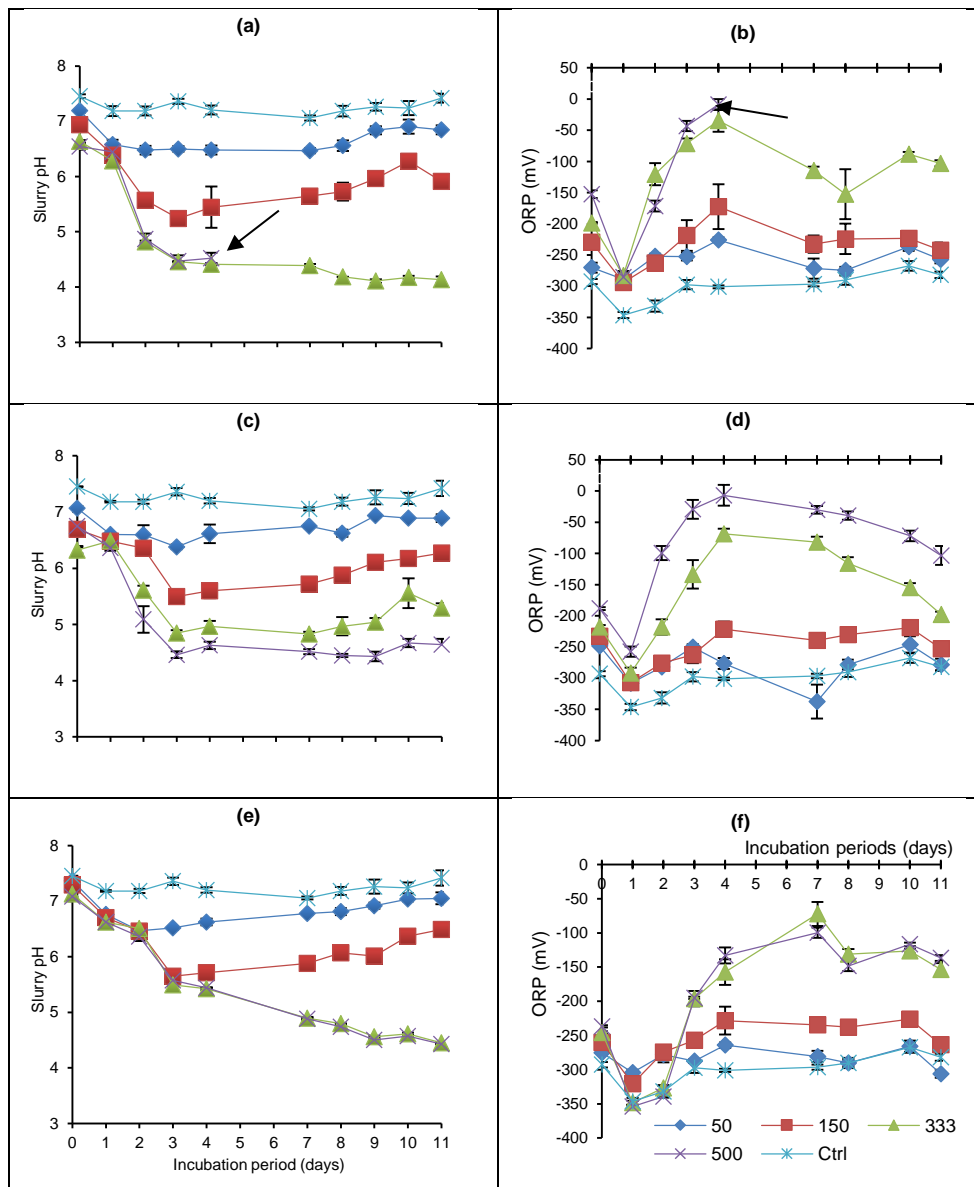 (a)
8
7
6
5
4
3
Slurry pH
(b)
50
0
-50
-100
-150
-200
-250
-300
-350
-400
ORP (mV)
(c)
8
7
6
5
4
3
Slurry pH
(d)
50
0
-50
-100
-150
-200
-250
-300
-350
-400
ORP (mV)
(e)
8
7
6
5
4
3
Slurry pH
0 1 2 3 4 5 6 7 8 9 10 11
Incubation period (days)
(f)
Incubation periods (days)
0 1 2 3 4 5 6 7 8 9 10 11
0
-50
-100
-150
-200
-250
-300
-350
-400
ORP (mV)
50 150 333
500 Ctrl